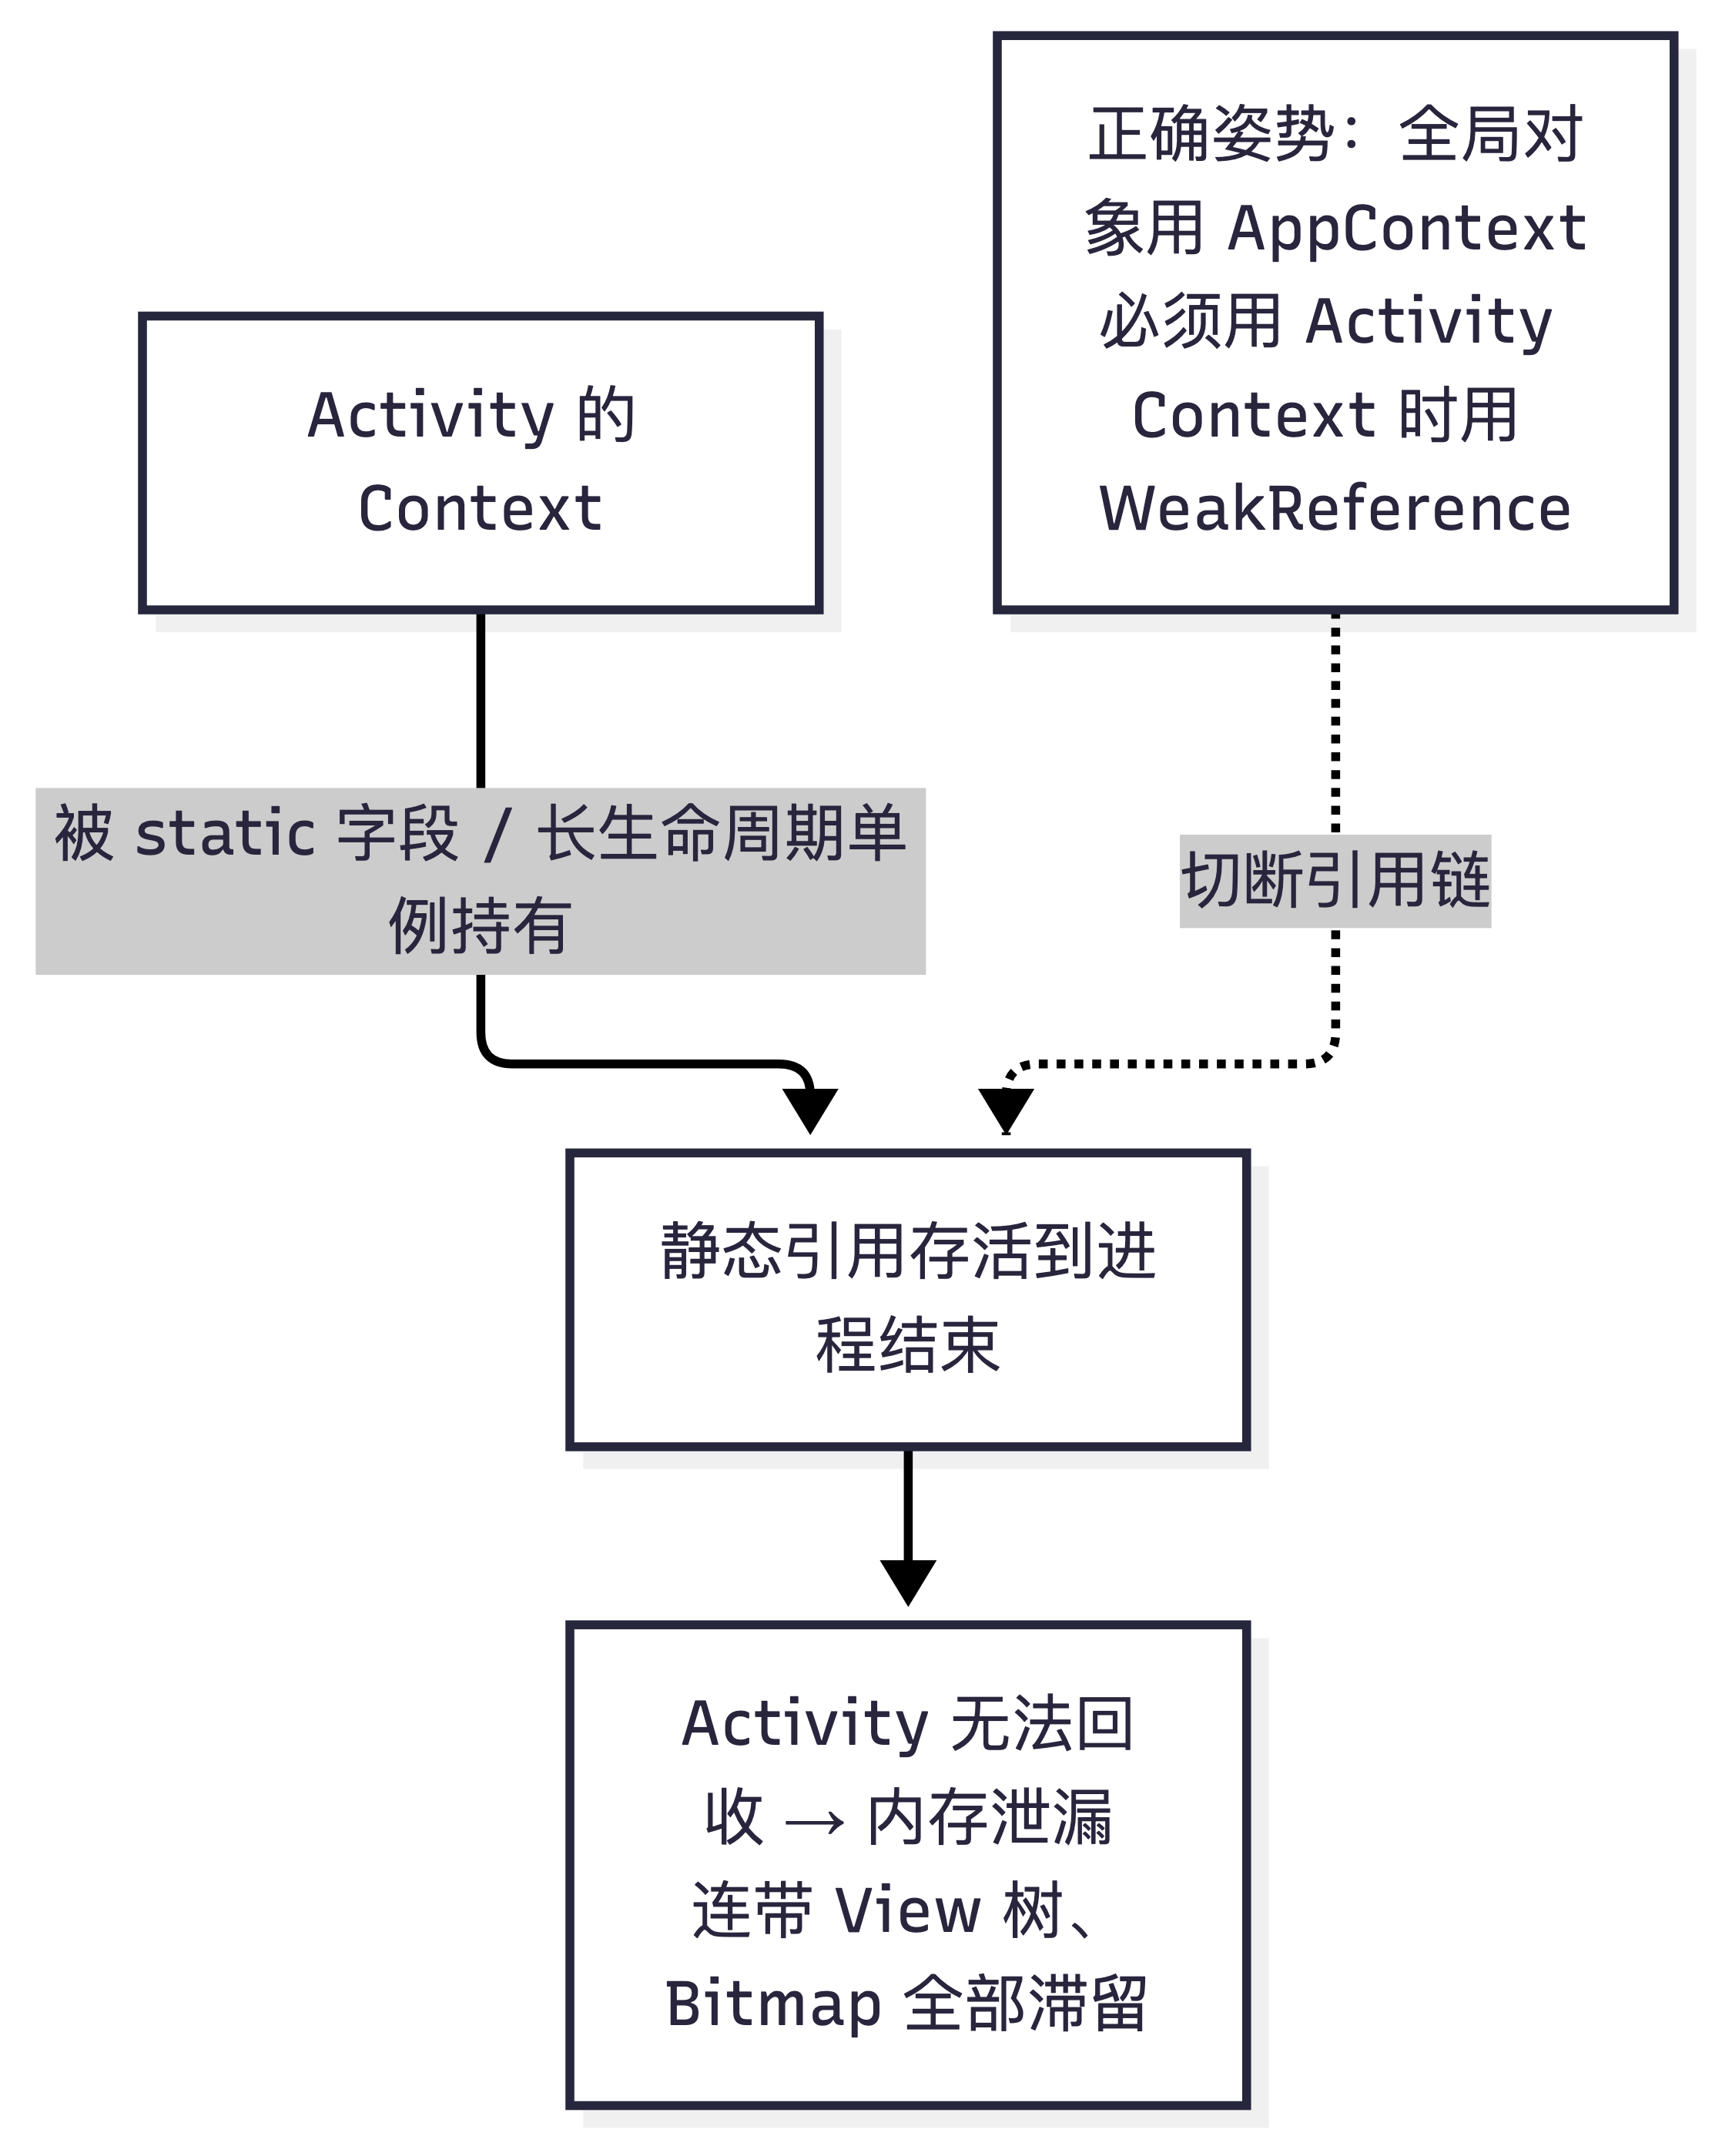 正确姿势：全局对
象用 AppContext
必须用 Activity
Context 时用
WeakReference
Activity 的
Context
被 static 字段 / 长生命周期单
例持有
切断引用链
静态引用存活到进
程结束
Activity 无法回
收 → 内存泄漏
连带 View 树、
Bitmap 全部滞留